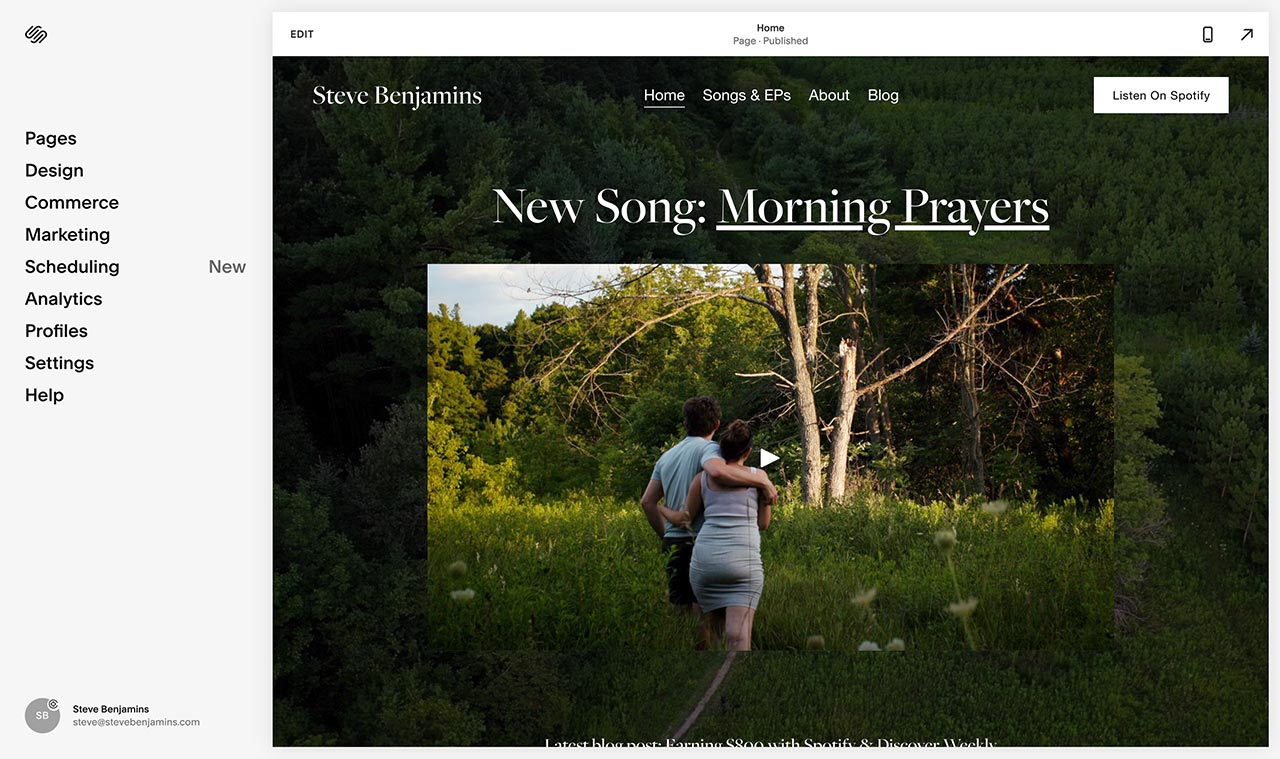 Pages
Design
Commerce
Marketing
Scheduling New
Analytics
Profiles
Settings
Help
SB
Steve Benjamins
steve@stevebenjamins.com
EDIT
Home
Page · Published
Steve Benjamins
Home Songs & EPs About Blog
Listen On Spotify
New Song: Morning Prayers
Latest blog post: Earning $800 with Spotify & Discover Weekly